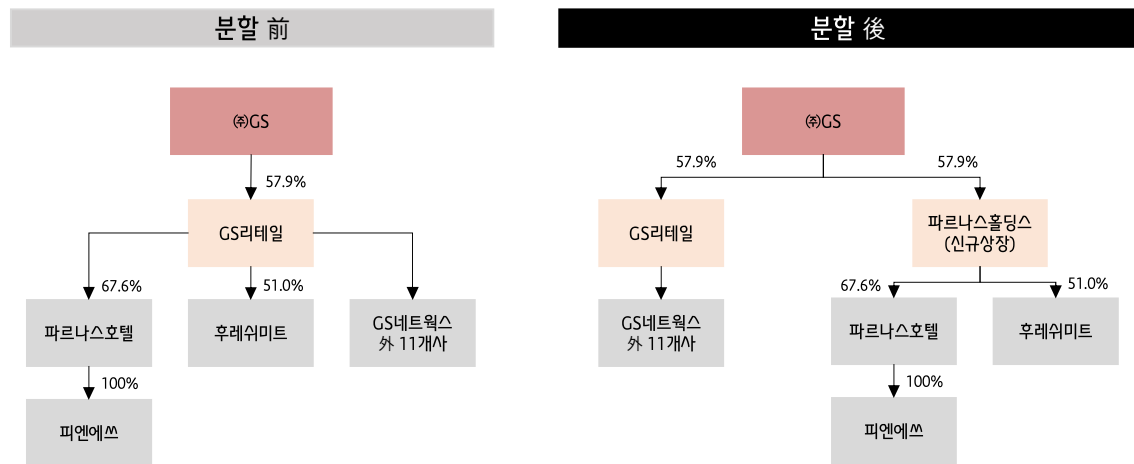 분할 前
㈜GS
57.9%
GS리테일
67.6%
51.0%
파르나스호텔
후레쉬미트
GS네트웍스
外 11개사
100%
피엔에쓰
분할 後
㈜GS
57.9%
57.9%
GS리테일
파르나스홀딩스
(신규상장)
67.6%
51.0%
GS네트웍스
外 11개사
파르나스호텔
후레쉬미트
100%
피엔에쓰